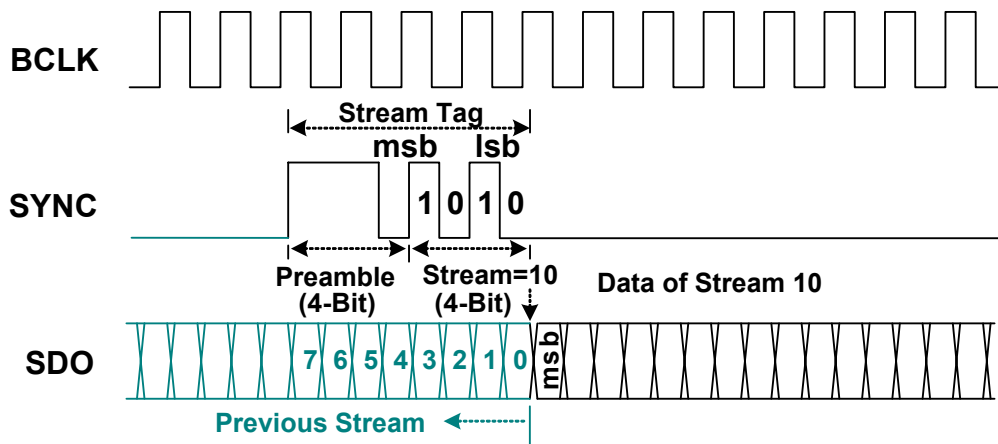 BCLK
Stream Tag
msb lsb
SYNC
1 0 1 0
Preamble
(4-Bit)
Stream=10
(4-Bit)
Data of Stream 10
SDO
7 6 5 4 3 2 1 0
msb
Previous Stream